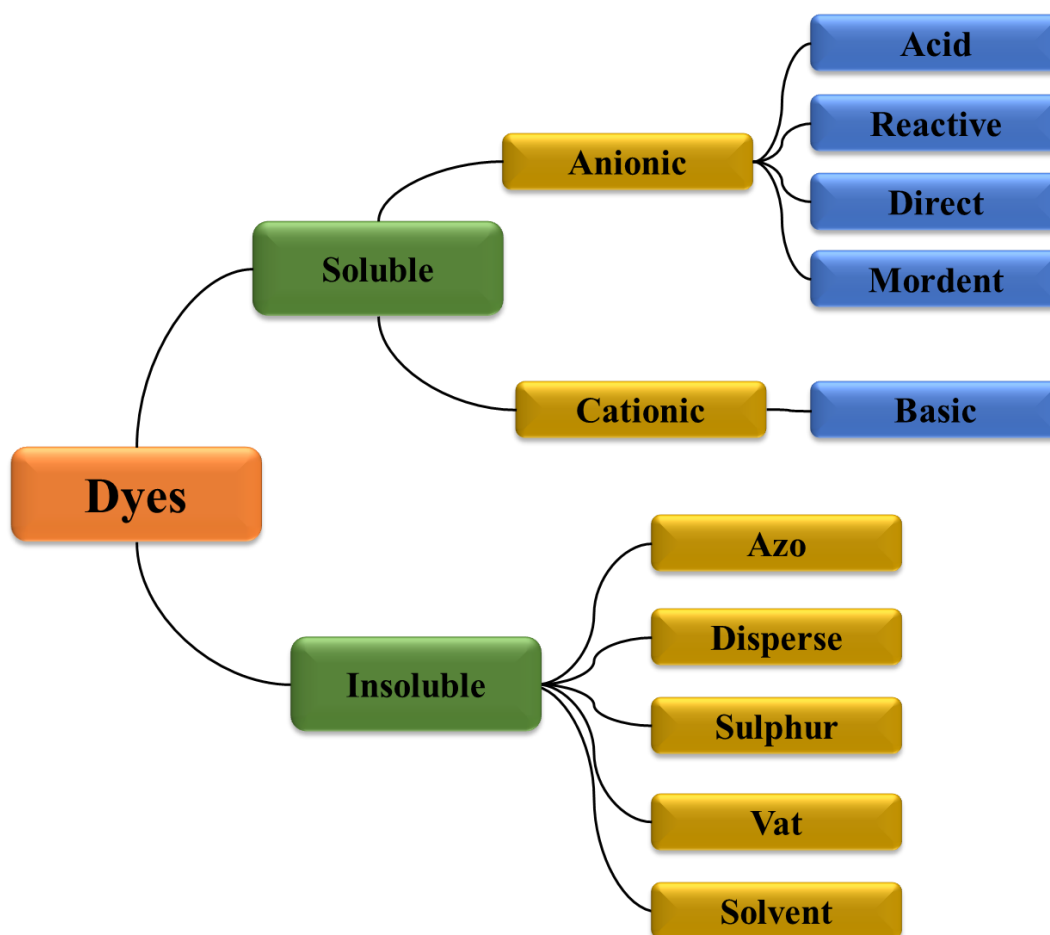 Dyes
Soluble
Anionic
Acid
Reactive
Direct
Mordent
Cationic
Basic
Insoluble
Azo
Disperse
Sulphur
Vat
Solvent